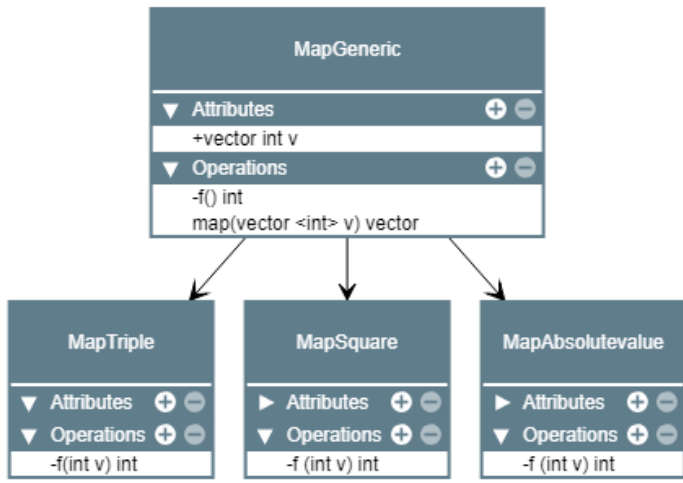 MapGeneric
Attributes
+vector int v
Operations
-f() int
map(vector <int> v) vector
MapTriple
Attributes
Operations
-f(int v) int
MapSquare
Attributes
Operations
-f (int v) int
MapAbsolutevalue
Attributes
Operations
-f (int v) int